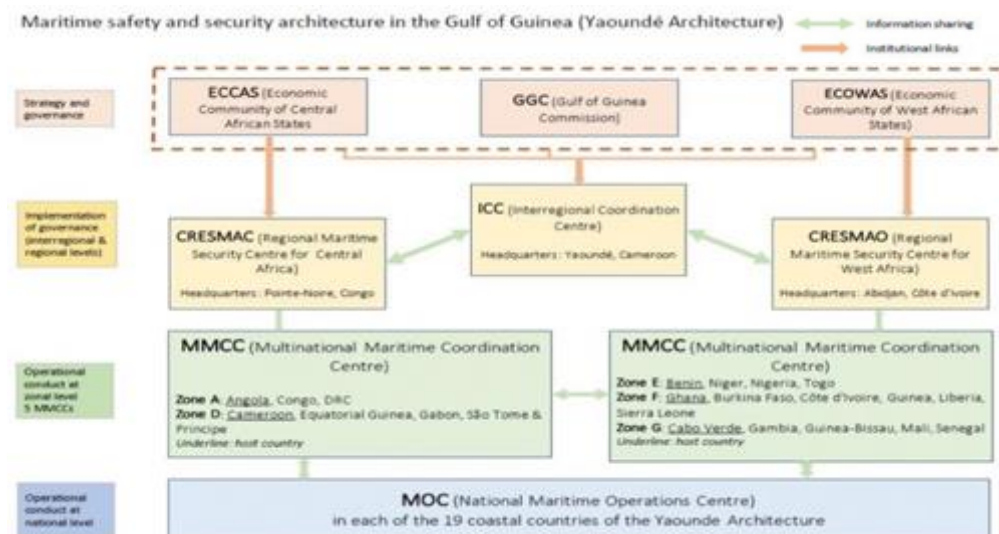 Maritime safety and security architecture in the Gulf of Guinea (Yaoundé Architecture)
Information sharing
Institutional links
Strategy and
governance
ECCAS (Economic
Community of Central
African States
GGC (Gulf of Guinea
Commission)
ECOWAS (Economic
Community of West African
States)
Implementation
of governance
(interregional &
regional levels)
CRESMAC (Regional Maritime
Security Centre for Central
Africa)
Headquarters : Pointe-Noire, Congo
ICC (Interregional Coordination
Centre)
Headquarters : Yaoundé, Cameroon
CRESMAO (Regional
Maritime Security Centre for
West Africa)
Headquarters : Abidjan, Côte d'Ivoire
Operational
conduct at
zonal level
5 MMCCs
MMCC (Multinational Maritime Coordination
Centre)
Zone A: Angola, Congo, DRC
Zone D: Cameroon, Equatorial Guinea, Gabon, São Tome &
Principe
Underline: host country
MMCC (Multinational Maritime Coordination
Centre)
Zone E: Benin, Niger, Nigeria, Togo
Zone F: Ghana, Burkina Faso, Côte d'Ivoire, Guinea, Liberia,
Sierra Leone
Zone G: Cabo Verde, Gambia, Guinea-Bissau, Mali, Senegal
Underline: host country
Operational
conduct at
national level
MOC (National Maritime Operations Centre)
in each of the 19 coastal countries of the Yaounde Architecture